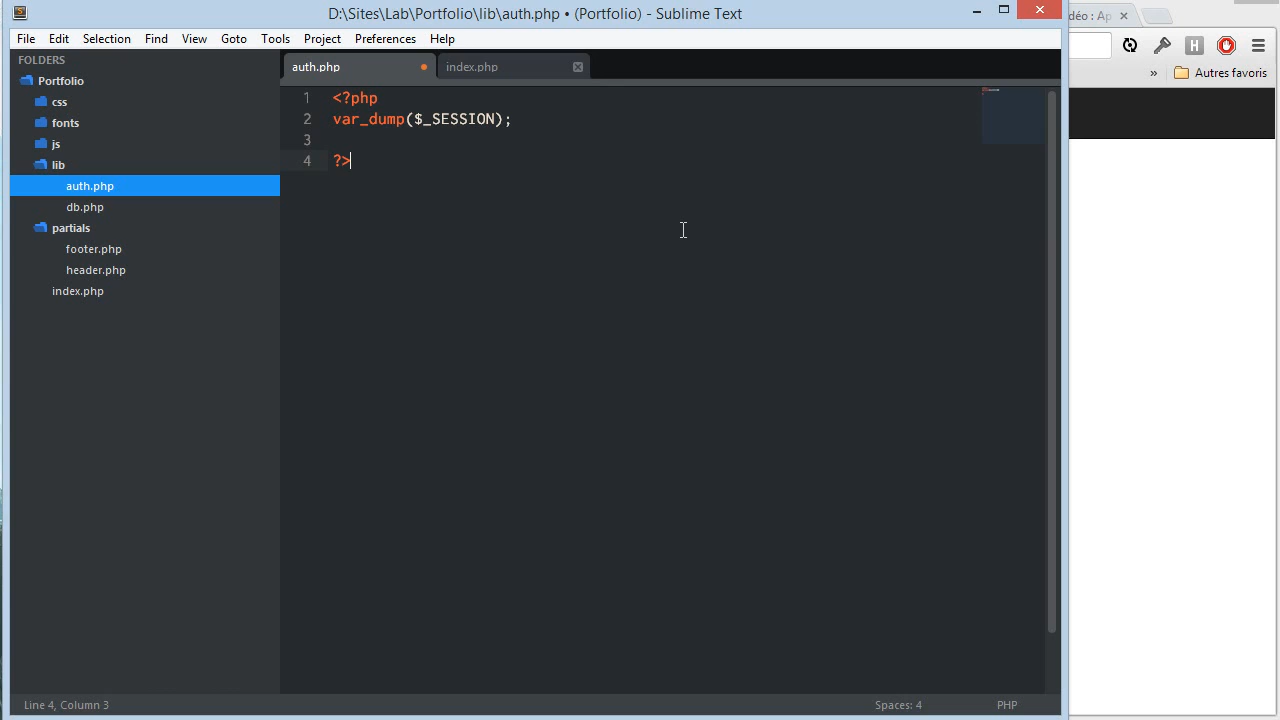 D:\Sites\Lab\Portfolio\lib\auth.php • (Portfolio) - Sublime Text
déo : Ap
File Edit Selection Find View Goto Tools Project Preferences Help
H
» Autres favoris
FOLDERS
Portfolio
css
fonts
js
lib
auth.php
db.php
partials
footer.php
header.php
index.php
auth.php
index.php
1 <?php
2 var_dump($_SESSION);
3
4 ?>
Line 4, Column 3
Spaces: 4
PHP